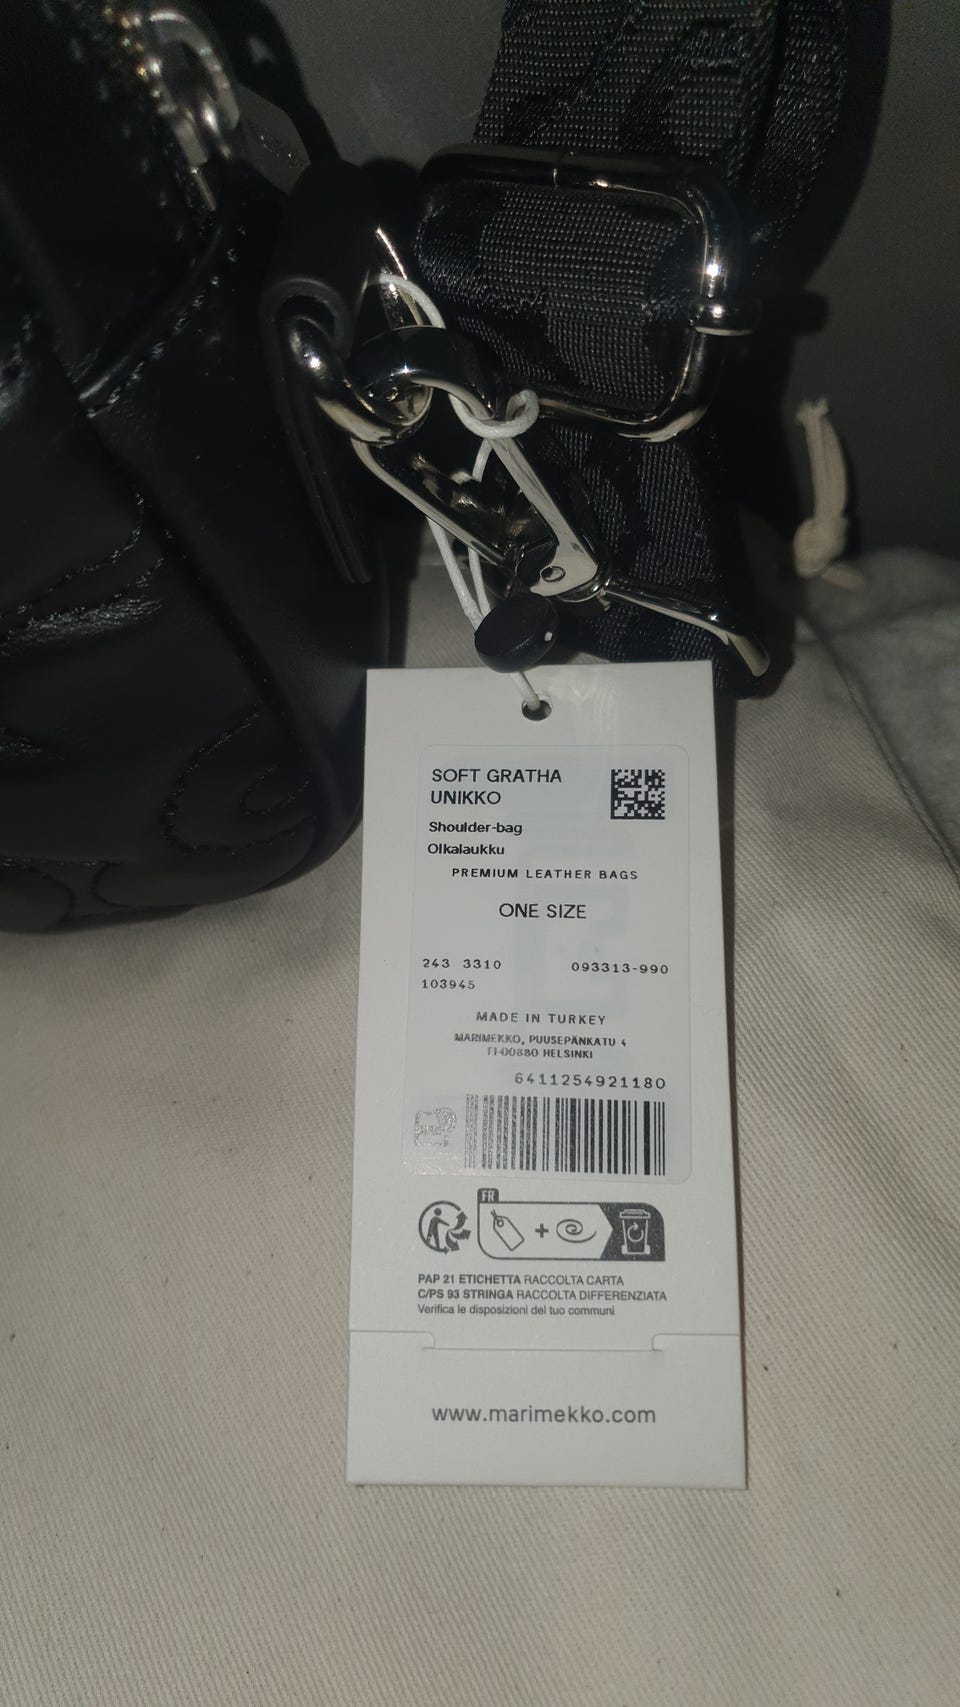 SOFT GRATHA
UNIKKO
Shoulder-bag
Olkalaukku
PREMIUM LEATHER BAGS
ONE SIZE
243 3310 093313-990
103945
MADE IN TURKEY
MARIMEKKO, PUUSEPÄNKATU 4
FI-00880 HELSINKI
6411254921180
FR
PAP 21 ETICHETTA RACCOLTA CARTA
C/PS 93 STRINGA RACCOLTA DIFFERENZIATA
Verifica le disposizioni del tuo communi
www.marimekko.com